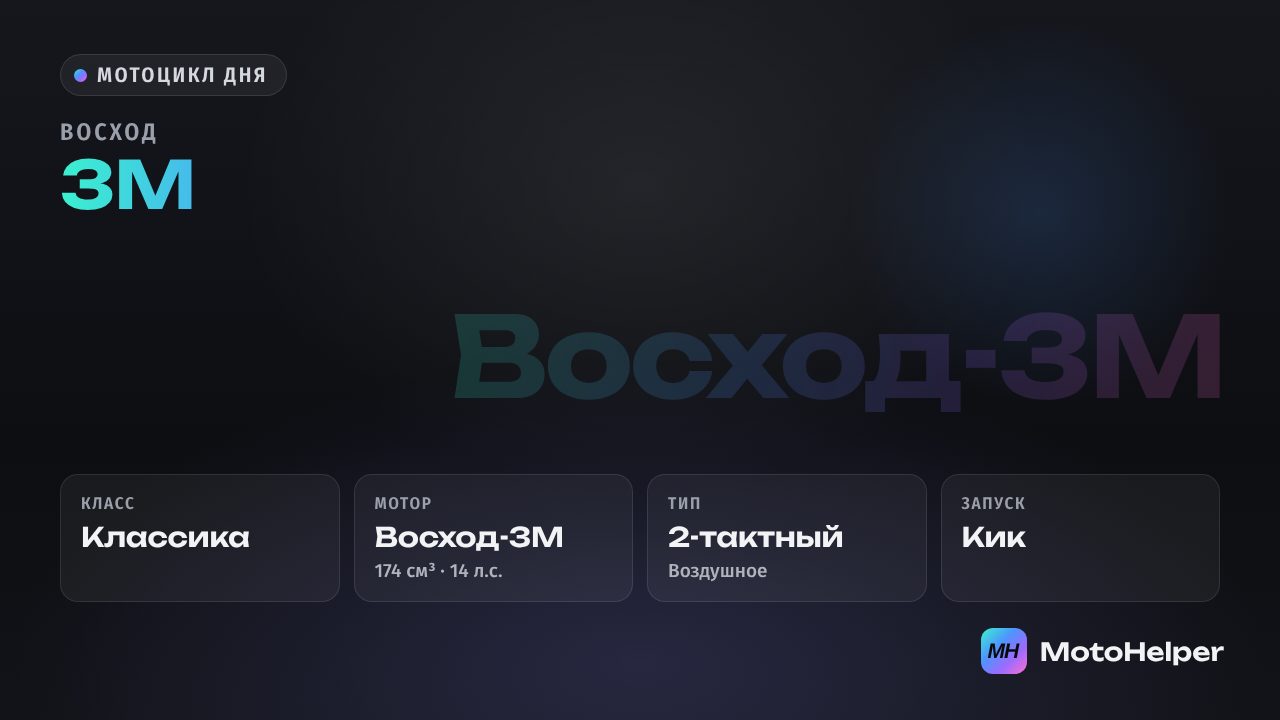 МОТОЦИКЛ ДНЯ
ВОСХОД
3М
Восход-3М
КЛАСС
Классика
МОТОР
Восход-3М
174 см³ · 14 л.с.
ТИП
2-тактный
Воздушное
ЗАПУСК
Кик
MH MotoHelper